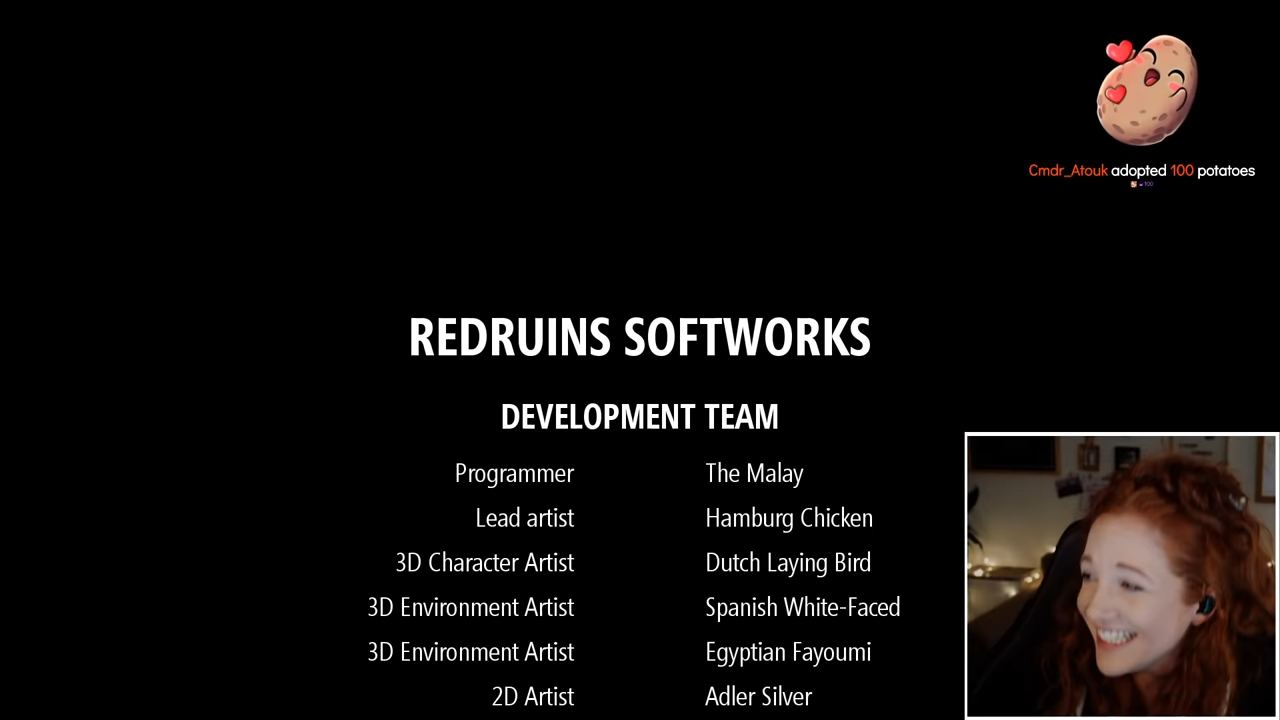 Cmdr_Atouk adopted 100 potatoes
100
REDRUINS SOFTWORKS
DEVELOPMENT TEAM
Programmer The Malay
Lead artist Hamburg Chicken
3D Character Artist Dutch Laying Bird
3D Environment Artist Spanish White-Faced
3D Environment Artist Egyptian Fayoumi
2D Artist Adler Silver